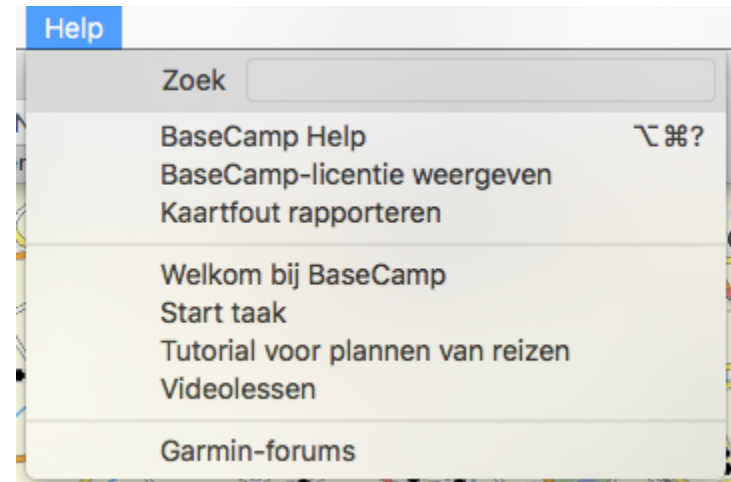 Help
Zoek
BaseCamp Help ⌥⌘?
BaseCamp-licentie weergeven
Kaartfout rapporteren
Welkom bij BaseCamp
Start taak
Tutorial voor plannen van reizen
Videolessen
Garmin-forums